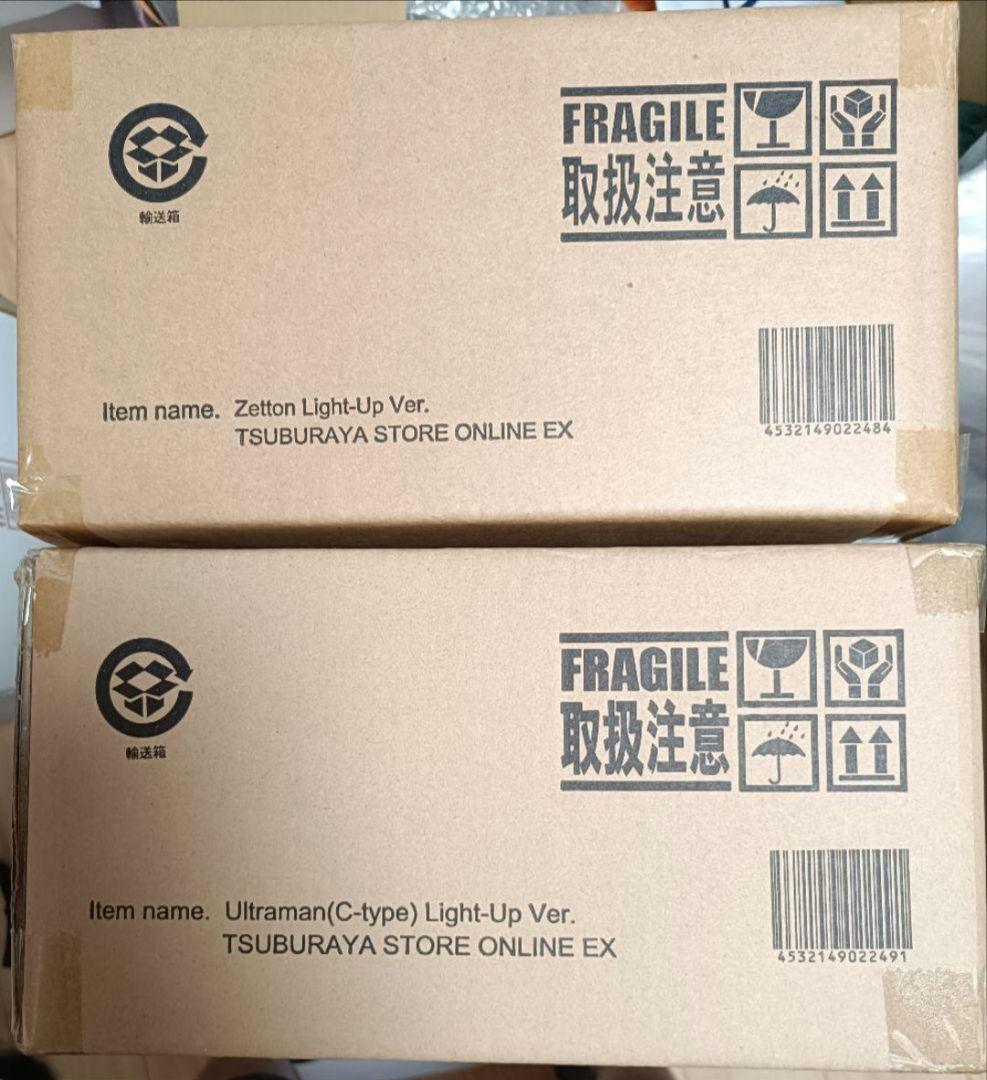 FRAGILE
取扱注意
輸送箱
Item name. Zetton Light-Up Ver.
TSUBURAYA STORE ONLINE EX
4532149022484
FRAGILE
取扱注意
輸送箱
Item name. Ultraman(C-type) Light-Up Ver.
TSUBURAYA STORE ONLINE EX
4532149022491